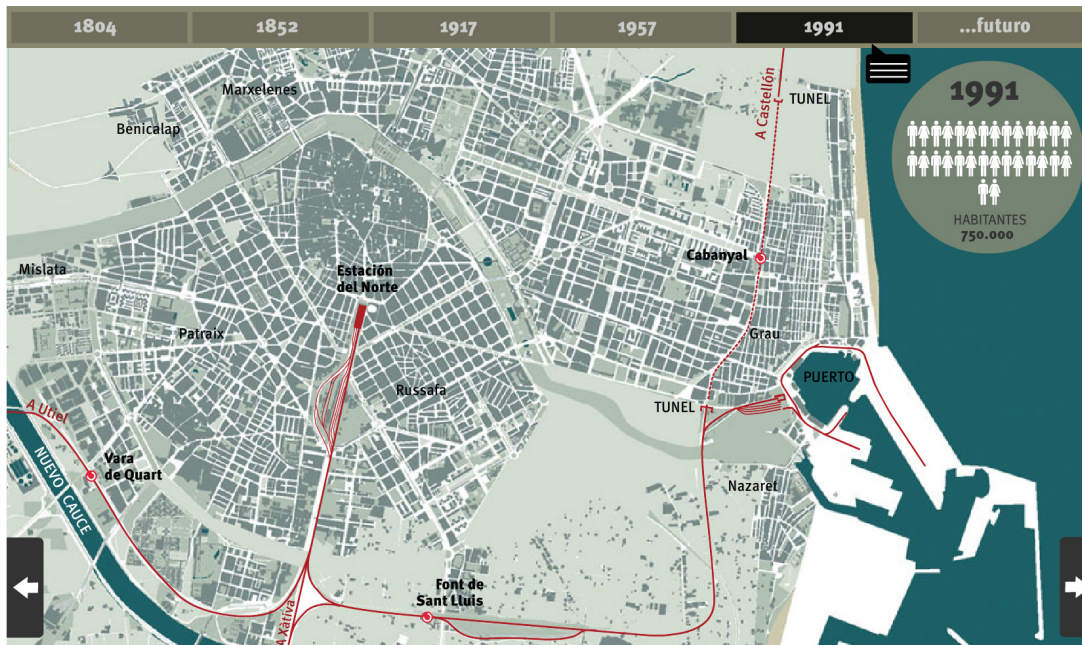 1804
1852
1917
1957
1991
...futuro
Marxelenes
Benicalap
A Castellón
TUNEL
1991
HABITANTES
750.000
Mislata
Estación
del Norte
Cabanyal
Patraix
Grau
Russafa
PUERTO
A Utiel
TUNEL
Vara
de Quart
NUEVO CAUCE
Nazaret
Font de
Sant Lluis
A Xàtiva